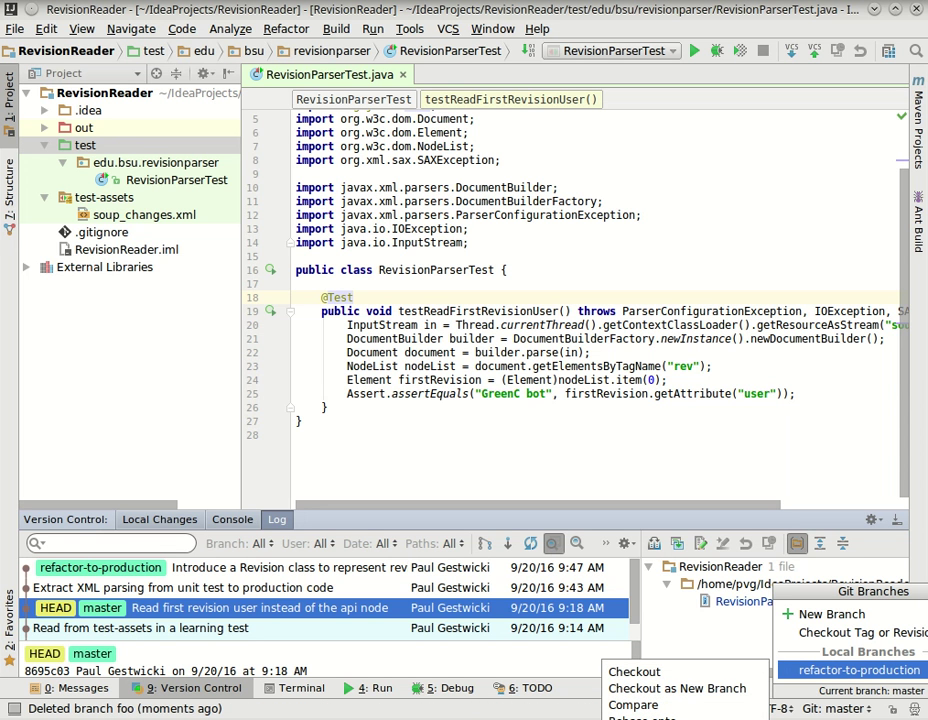 RevisionReader - [~/IdeaProjects/RevisionReader] - [RevisionReader] - ~/IdeaProjects/RevisionReader/test/edu/bsu/revisionparser/RevisionParserTest.java - I...
File Edit View Navigate Code Analyze Refactor Build Run Tools VCS Window Help
RevisionReader test edu bsu revisionparser RevisionParserTest RevisionParserTest VCS VCS
1: Project
7: Structure
2: Favorites
Project
RevisionReader ~/IdeaProjects/
.idea
out
test
edu.bsu.revisionparser
RevisionParserTest
test-assets
soup_changes.xml
.gitignore
RevisionReader.iml
External Libraries
RevisionParserTest.java
RevisionParserTest testReadFirstRevisionUser()
5 import org.w3c.dom.Document;
6 import org.w3c.dom.Element;
7 import org.w3c.dom.NodeList;
8 import org.xml.sax.SAXException;
9
10 import javax.xml.parsers.DocumentBuilder;
11 import javax.xml.parsers.DocumentBuilderFactory;
12 import javax.xml.parsers.ParserConfigurationException;
13 import java.io.IOException;
14 import java.io.InputStream;
15
16 public class RevisionParserTest {
17
18 @Test
19 public void testReadFirstRevisionUser() throws ParserConfigurationException, IOException, SA
20 InputStream in = Thread.currentThread().getContextClassLoader().getResourceAsStream("sou
21 DocumentBuilder builder = DocumentBuilderFactory.newInstance().newDocumentBuilder();
22 Document document = builder.parse(in);
23 NodeList nodeList = document.getElementsByTagName("rev");
24 Element firstRevision = (Element)nodeList.item(0);
25 Assert.assertEquals("GreenC bot", firstRevision.getAttribute("user"));
26 }
27 }
28
Maven Projects
Ant Build
Version Control: Local Changes Console Log
Branch: All User: All Date: All Paths: All
refactor-to-production Introduce a Revision class to represent rev Paul Gestwicki 9/20/16 9:47 AM
Extract XML parsing from unit test to production code Paul Gestwicki 9/20/16 9:43 AM
HEAD master Read first revision user instead of the api node Paul Gestwicki 9/20/16 9:18 AM
Read from test-assets in a learning test Paul Gestwicki 9/20/16 9:14 AM
HEAD master
8695c03 Paul Gestwicki on 9/20/16 at 9:18 AM
RevisionReader 1 file
/home/pvg/IdeaProjects/RevisionReade
RevisionPa
Git Branches
New Branch
Checkout Tag or Revisio
Local Branches
refactor-to-production
Current branch: master
Checkout
Checkout as New Branch
Compare
0: Messages 9: Version Control Terminal 4: Run 5: Debug 6: TODO
Deleted branch foo (moments ago) TF-8 Git: master